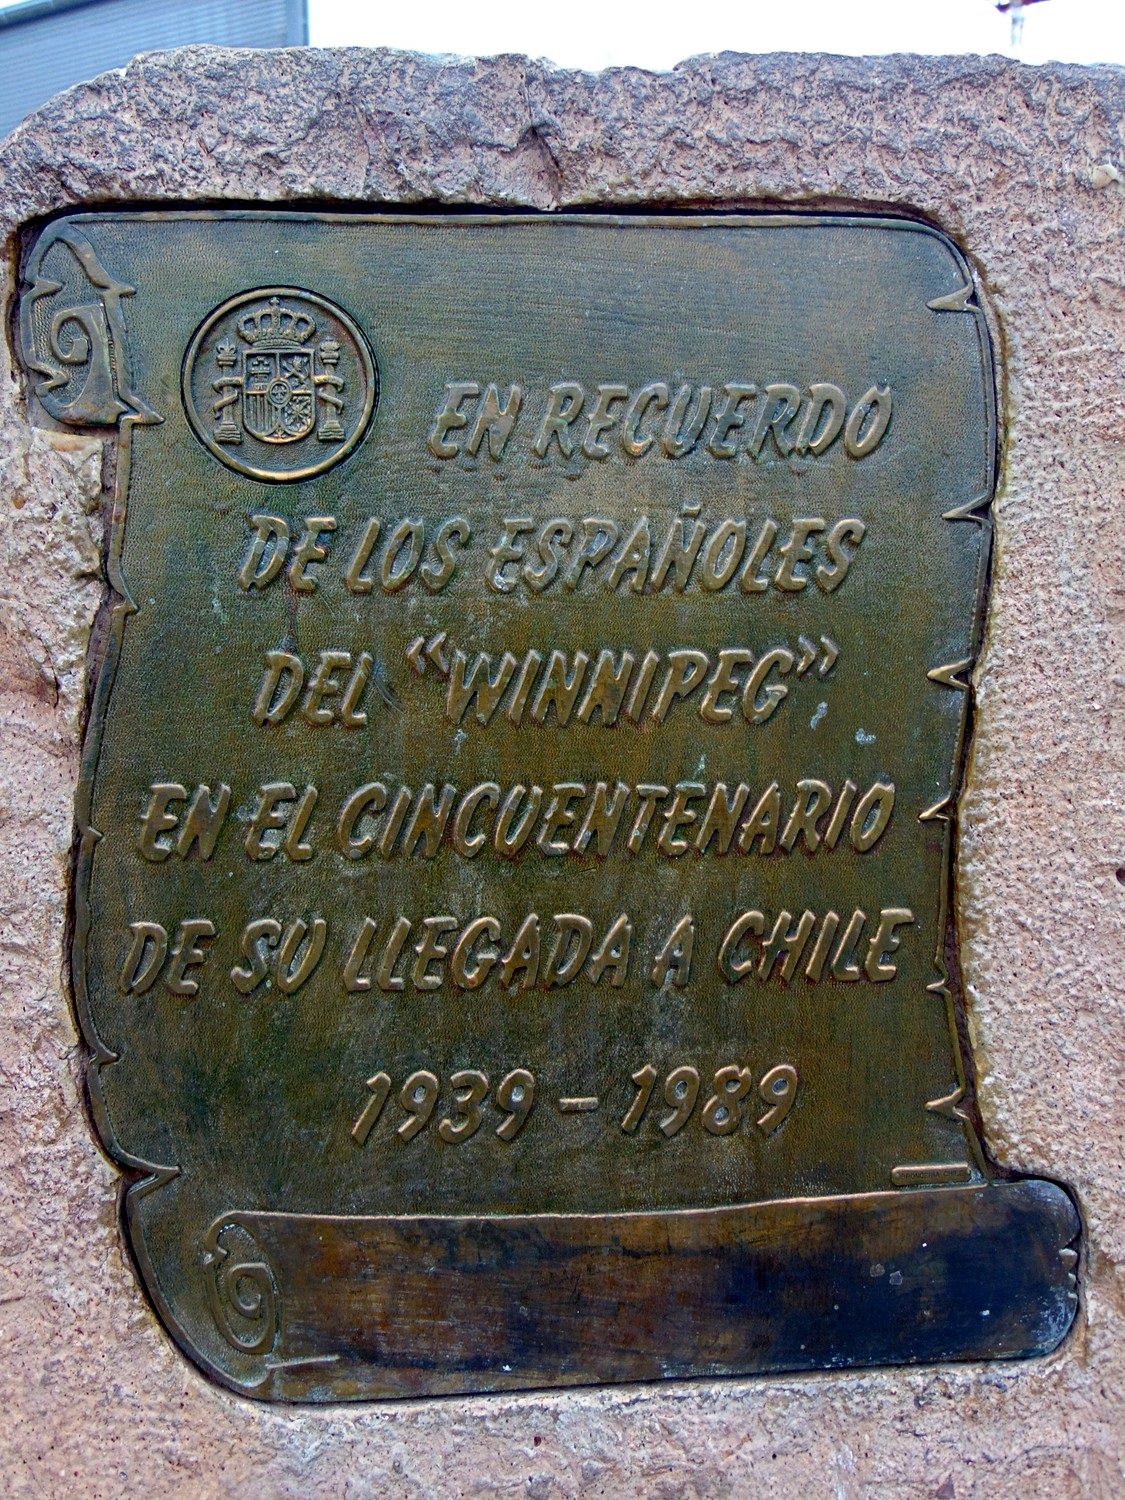 EN RECUERDO
DE LOS ESPAÑOLES
DEL “WINNIPEG”
EN EL CINCUENTENARIO
DE SU LLEGADA A CHILE
1939 – 1989